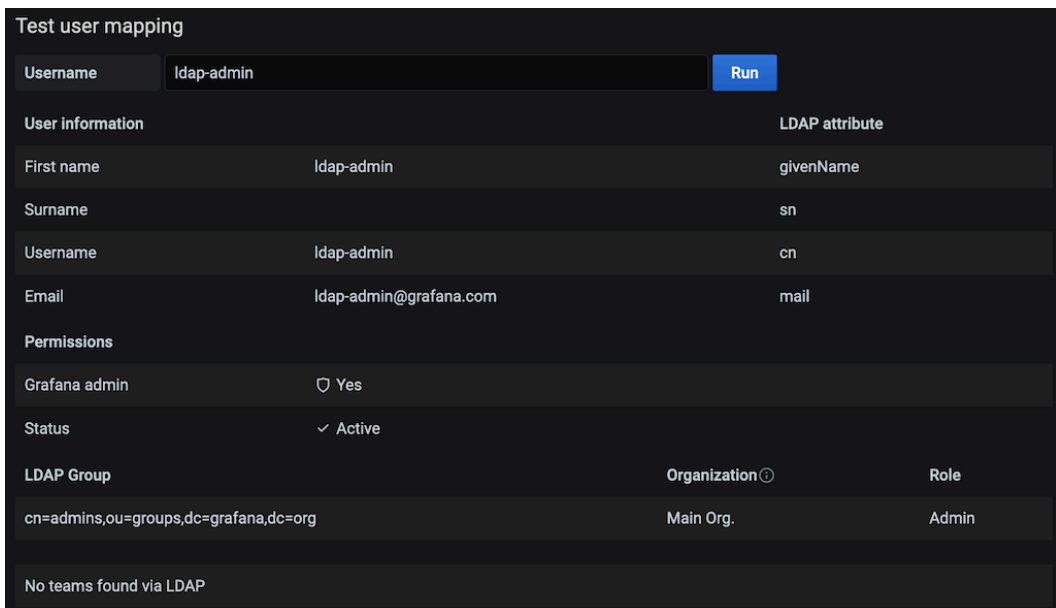 Test user mapping
Username ldap-admin Run
User information LDAP attribute
First name ldap-admin givenName
Surname sn
Username ldap-admin cn
Email ldap-admin@grafana.com mail
Permissions
Grafana admin Yes
Status Active
LDAP Group Organization Role
cn=admins,ou=groups,dc=grafana,dc=org Main Org. Admin
No teams found via LDAP